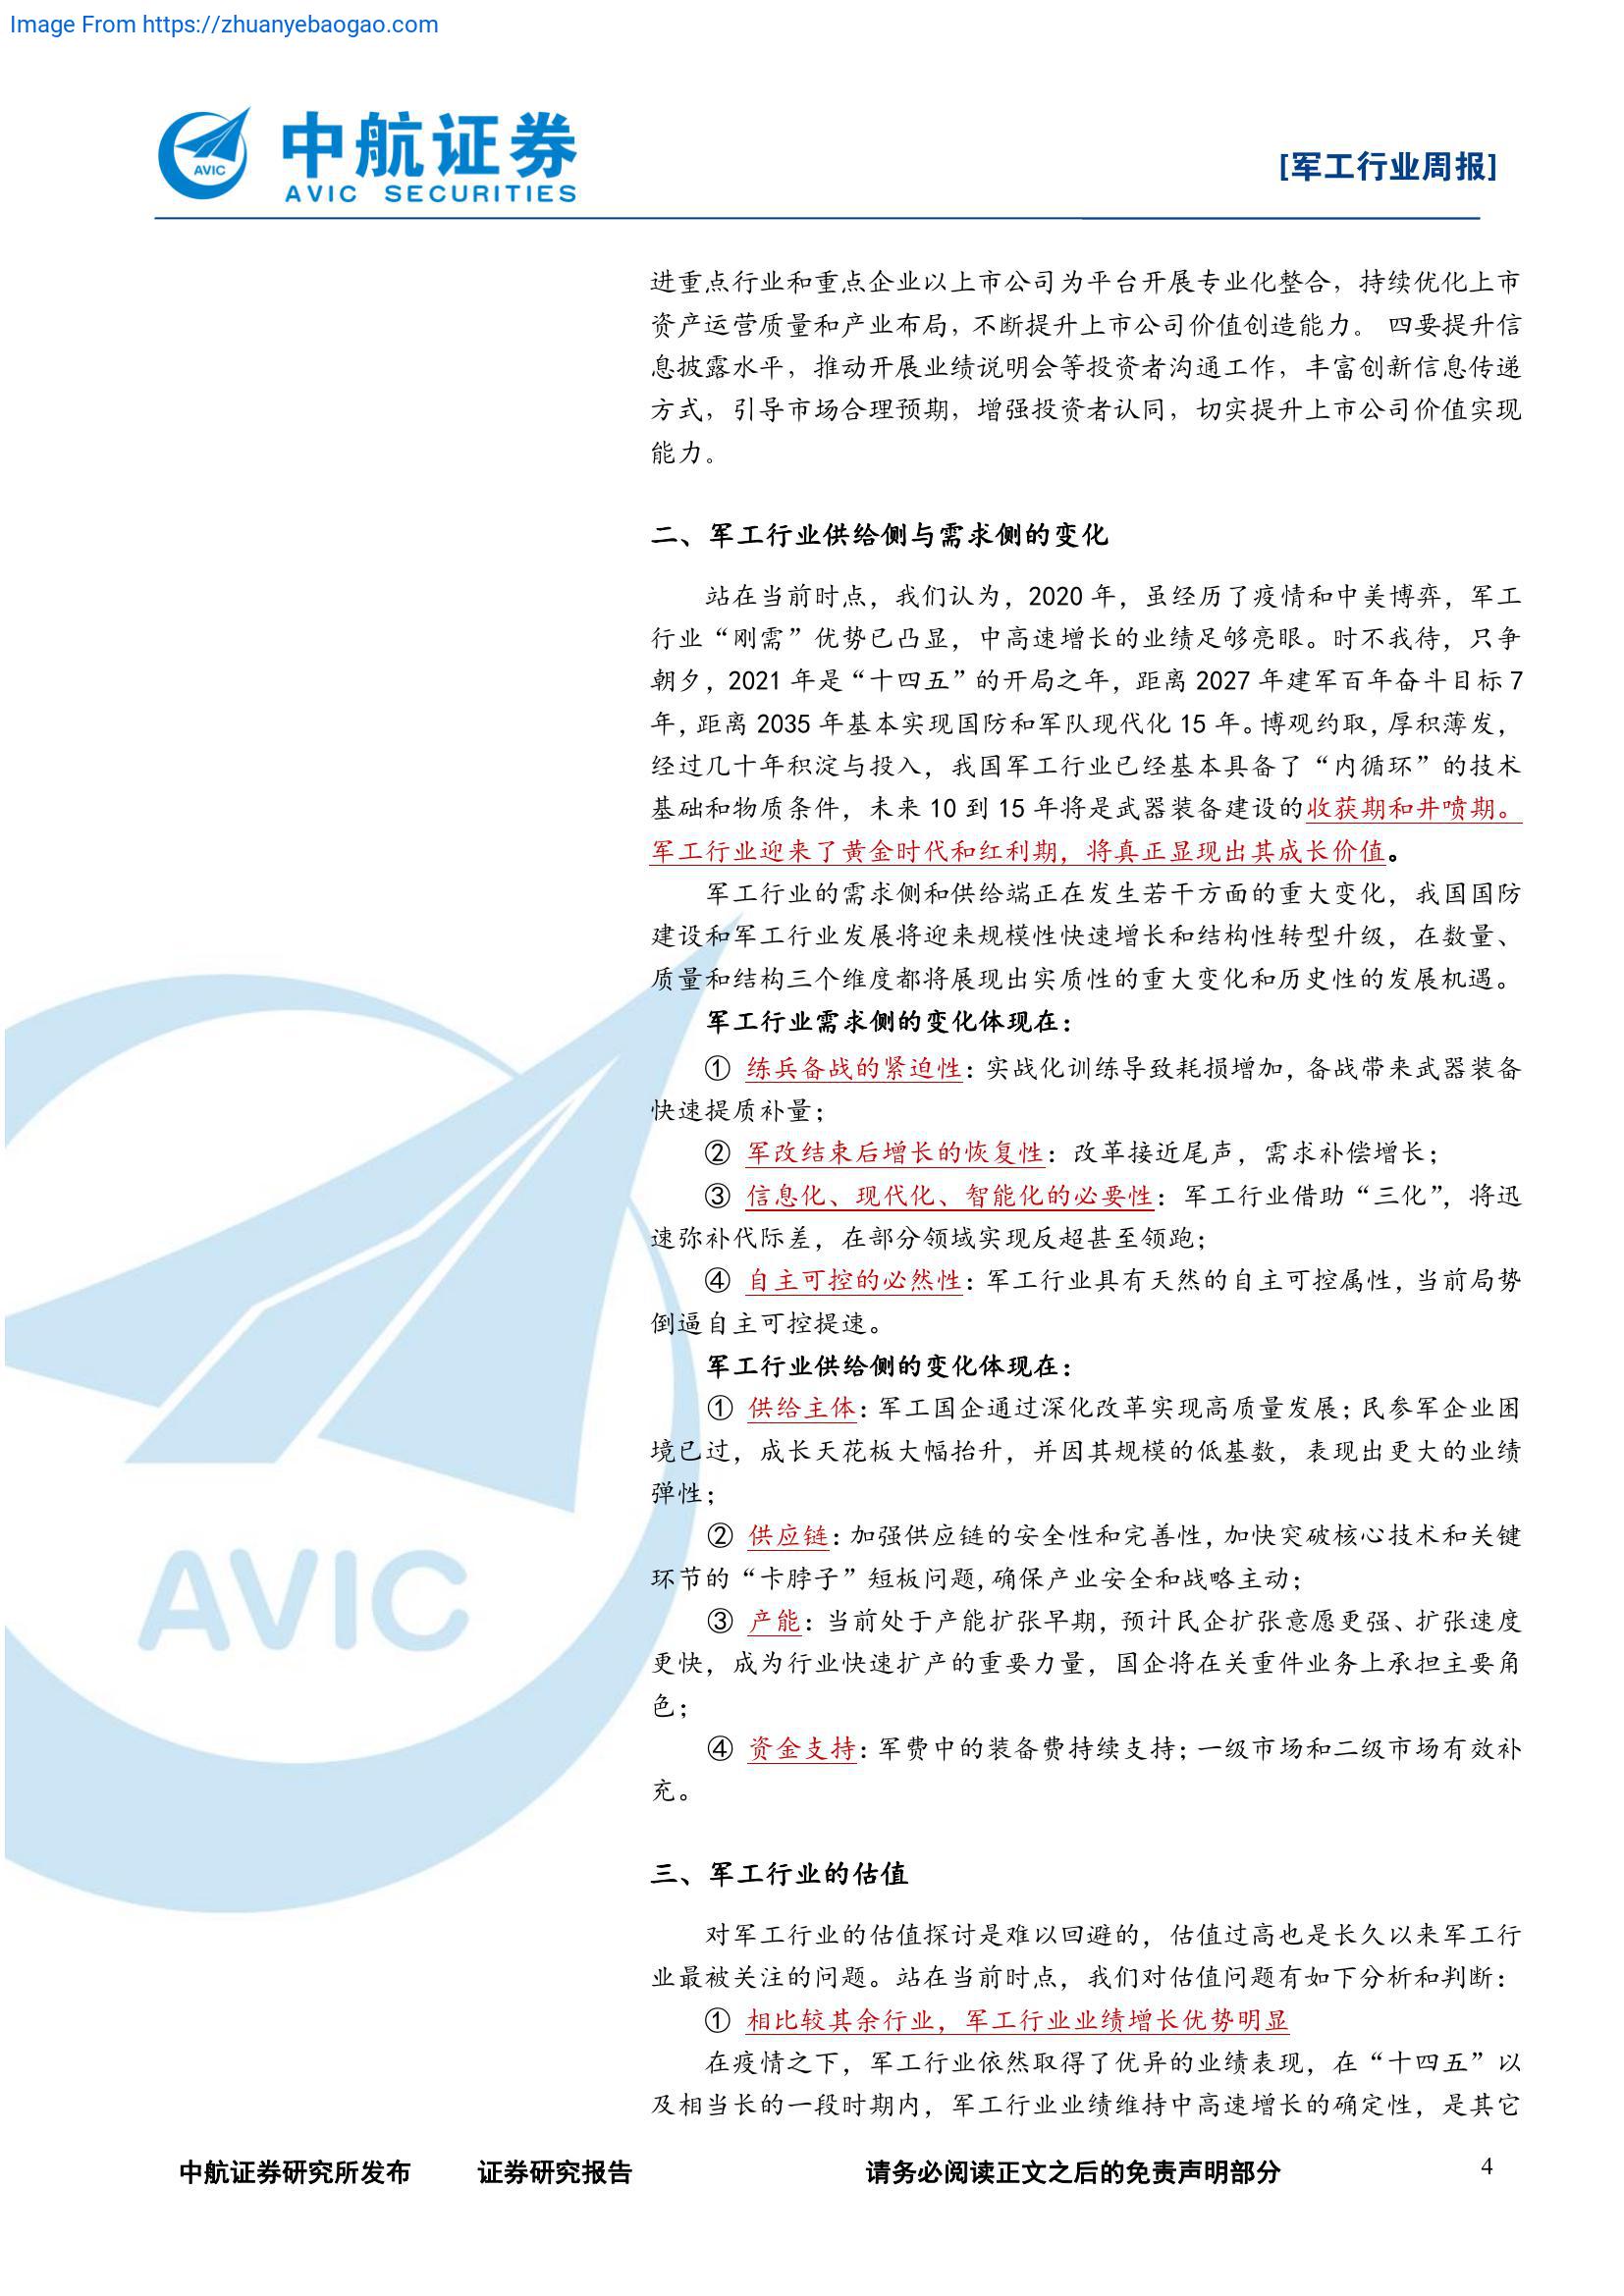 Image From https://zhuanyebaogao.com
中航证券
AVIC SECURITIES
AVIC
[军工行业周报]
进重点行业和重点企业以上市公司为平台开展专业化整合，持续优化上市
资产运营质量和产业布局，不断提升上市公司价值创造能力。 四要提升信
息披露水平，推动开展业绩说明会等投资者沟通工作，丰富创新信息传递
方式，引导市场合理预期，增强投资者认同，切实提升上市公司价值实现
能力。
二、军工行业供给侧与需求侧的变化
站在当前时点，我们认为，2020 年，虽经历了疫情和中美博弈，军工
行业“刚需”优势已凸显，中高速增长的业绩足够亮眼。时不我待，只争
朝夕，2021 年是“十四五”的开局之年，距离 2027 年建军百年奋斗目标 7
年，距离 2035 年基本实现国防和军队现代化 15 年。博观约取，厚积薄发，
经过几十年积淀与投入，我国军工行业已经基本具备了“内循环”的技术
基础和物质条件，未来 10 到 15 年将是武器装备建设的收获期和井喷期。
军工行业迎来了黄金时代和红利期，将真正显现出其成长价值。
军工行业的需求侧和供给端正在发生若干方面的重大变化，我国国防
建设和军工行业发展将迎来规模性快速增长和结构性转型升级，在数量、
质量和结构三个维度都将展现出实质性的重大变化和历史性的发展机遇。
军工行业需求侧的变化体现在：
① 练兵备战的紧迫性：实战化训练导致耗损增加，备战带来武器装备
快速提质补量；
② 军改结束后增长的恢复性：改革接近尾声，需求补偿增长；
③ 信息化、现代化、智能化的必要性：军工行业借助“三化”，将迅
速弥补代际差，在部分领域实现反超甚至领跑；
④ 自主可控的必然性：军工行业具有天然的自主可控属性，当前局势
倒逼自主可控提速。
军工行业供给侧的变化体现在：
① 供给主体：军工国企通过深化改革实现高质量发展；民参军企业困
境已过，成长天花板大幅抬升，并因其规模的低基数，表现出更大的业绩
弹性；
② 供应链：加强供应链的安全性和完善性，加快突破核心技术和关键
环节的“卡脖子”短板问题,确保产业安全和战略主动；
③ 产能：当前处于产能扩张早期，预计民企扩张意愿更强、扩张速度
更快，成为行业快速扩产的重要力量，国企将在关重件业务上承担主要角
色；
④ 资金支持：军费中的装备费持续支持；一级市场和二级市场有效补
充。
AVIC
三、军工行业的估值
对军工行业的估值探讨是难以回避的，估值过高也是长久以来军工行
业最被关注的问题。站在当前时点，我们对估值问题有如下分析和判断：
① 相比较其余行业，军工行业业绩增长优势明显
在疫情之下，军工行业依然取得了优异的业绩表现，在“十四五”以
及相当长的一段时期内，军工行业业绩维持中高速增长的确定性，是其它
中航证券研究所发布 证券研究报告 请务必阅读正文之后的免责声明部分 4